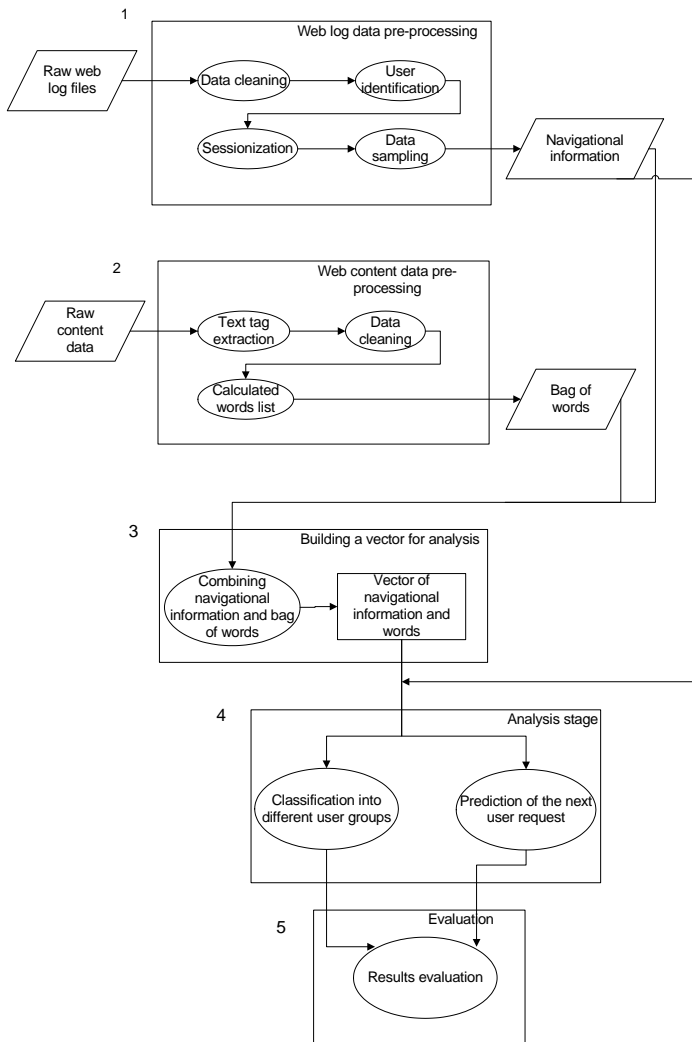 1
Web log data pre-processing
Raw web
log files
Data cleaning
User
identification
Sessionization
Data
sampling
Navigational
information
2
Web content data pre-
processing
Raw
content
data
Text tag
extraction
Data
cleaning
Calculated
words list
Bag of
words
3
Building a vector for analysis
Combining
navigational
information and bag
of words
Vector of
navigational
information and
words
4
Analysis stage
Classification into
different user groups
Prediction of the next
user request
5
Evaluation
Results evaluation